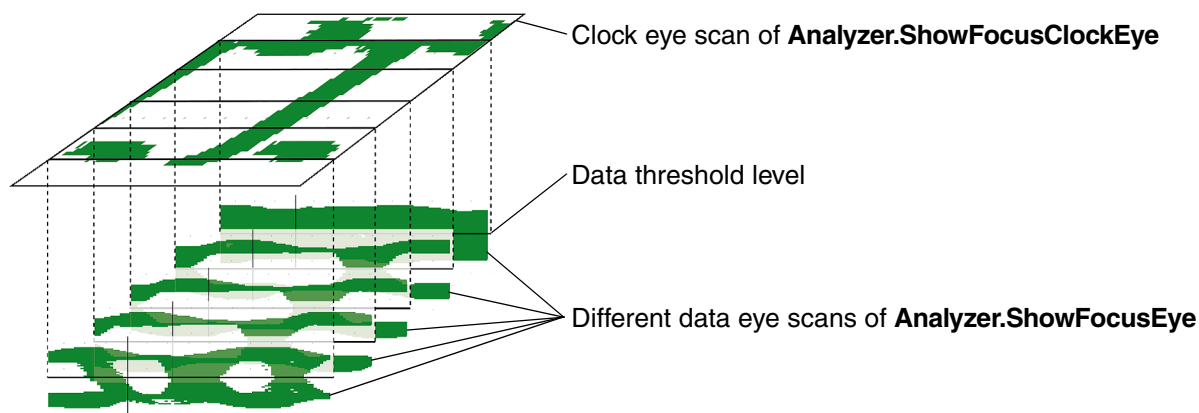 Clock eye scan of Analyzer.ShowFocusClockEye
Data threshold level
Different data eye scans of Analyzer.ShowFocusEye